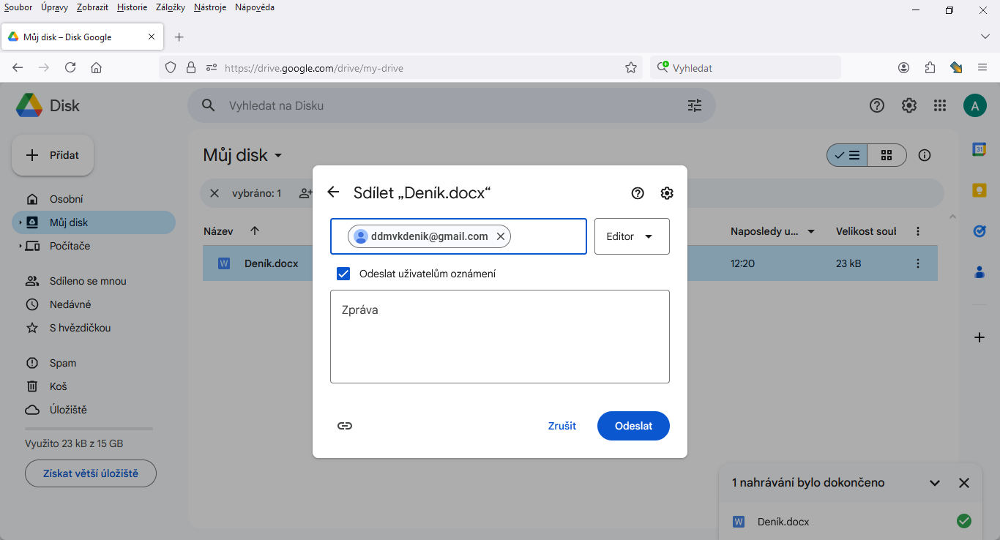 Soubor Úpravy Zobrazit Historie Záložky Nástroje Nápověda
Můj disk – Disk Google
https://drive.google.com/drive/my-drive
Vyhledat
Disk
Vyhledat na Disku
A
Přidat
Můj disk
31
vybráno: 1
Osobní
Můj disk
Počítače
Sdíleno se mnou
Nedávné
S hvězdičkou
Spam
Koš
Úložiště
Využito 23 kB z 15 GB
Získat větší úložiště
Název
Naposledy u...
Velikost soub
W
Deník.docx
12:20
23 kB
Sdílet „Deník.docx“
ddmvkdenik@gmail.com
Editor
Odeslat uživatelům oznámení
Zpráva
Zrušit
Odeslat
1 nahrávání bylo dokončeno
W
Deník.docx